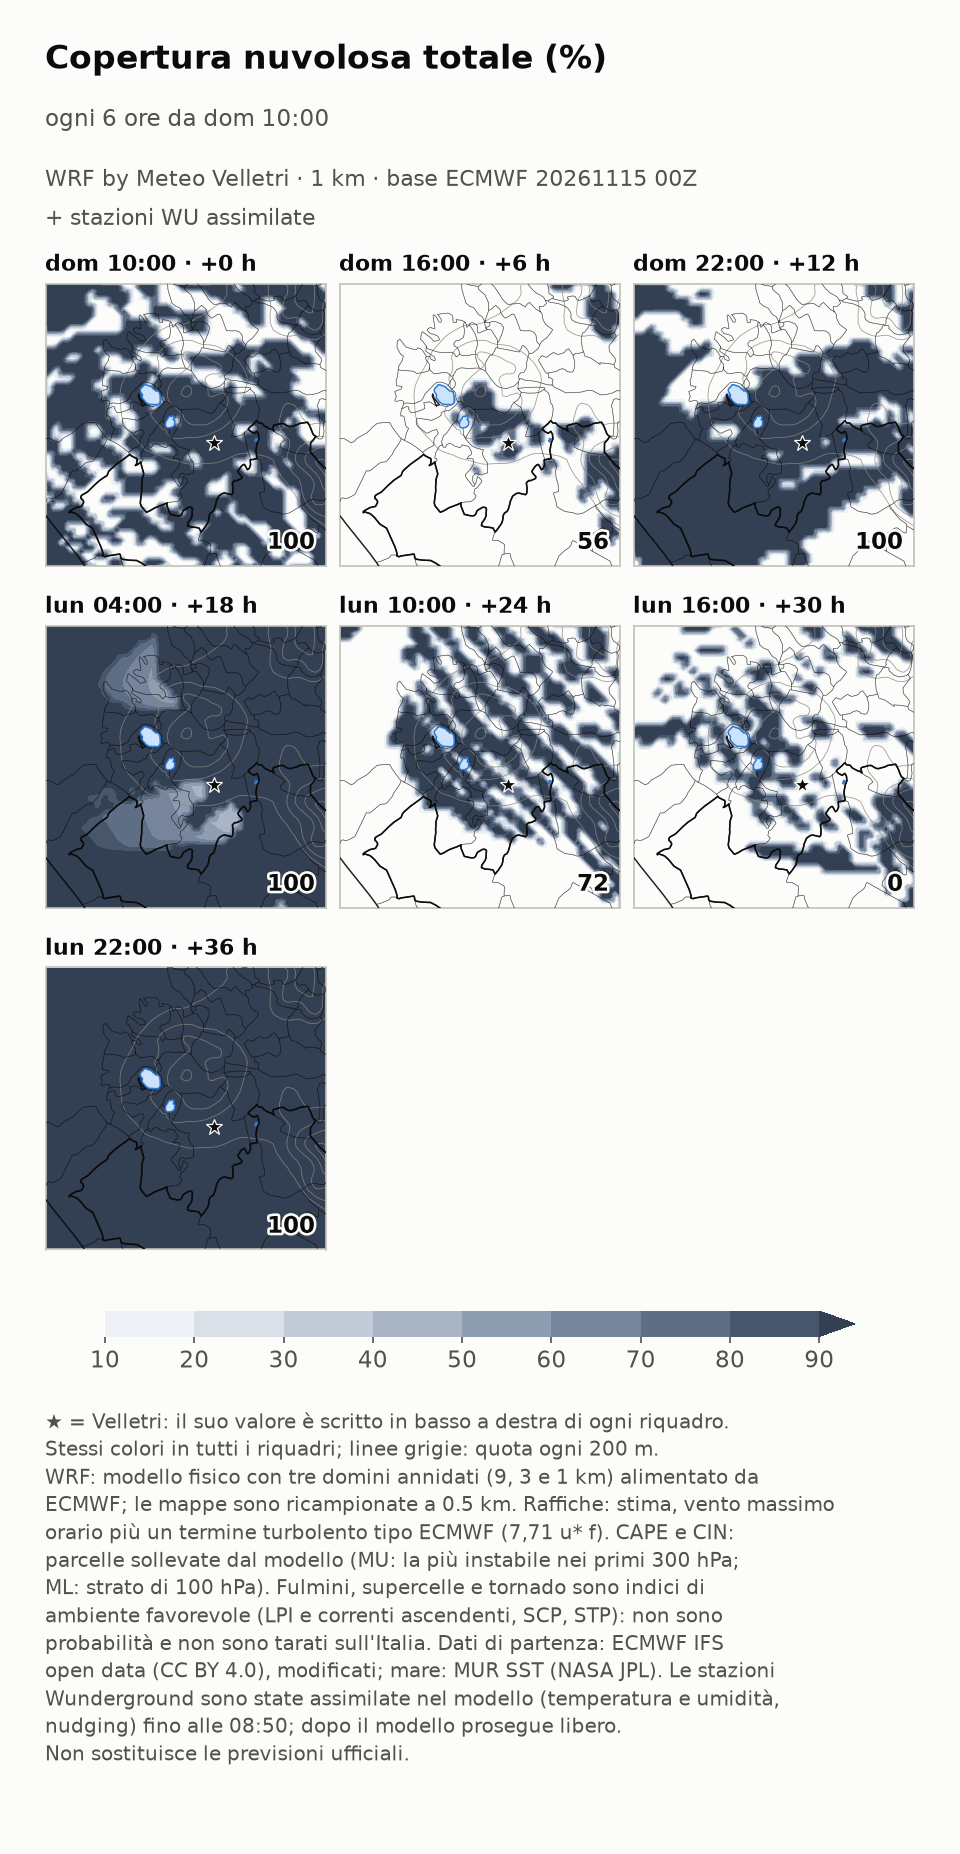 Copertura nuvolosa totale (%)
ogni 6 ore da dom 10:00
WRF by Meteo Velletri · 1 km · base ECMWF 20261115 00Z
+ stazioni WU assimilate
dom 10:00 · +0 h
dom 16:00 · +6 h
dom 22:00 · +12 h
100
56
100
lun 04:00 · +18 h
lun 10:00 · +24 h
lun 16:00 · +30 h
100
72
0
lun 22:00 · +36 h
100
10 20 30 40 50 60 70 80 90
★ = Velletri: il suo valore è scritto in basso a destra di ogni riquadro.
Stessi colori in tutti i riquadri; linee grigie: quota ogni 200 m.
WRF: modello fisico con tre domini annidati (9, 3 e 1 km) alimentato da
ECMWF; le mappe sono ricampionate a 0.5 km. Raffiche: stima, vento massimo
orario più un termine turbolento tipo ECMWF (7,71 u* f). CAPE e CIN:
parcelle sollevate dal modello (MU: la più instabile nei primi 300 hPa;
ML: strato di 100 hPa). Fulmini, supercelle e tornado sono indici di
ambiente favorevole (LPI e correnti ascendenti, SCP, STP): non sono
probabilità e non sono tarati sull'Italia. Dati di partenza: ECMWF IFS
open data (CC BY 4.0), modificati; mare: MUR SST (NASA JPL). Le stazioni
Wunderground sono state assimilate nel modello (temperatura e umidità,
nudging) fino alle 08:50; dopo il modello prosegue libero.
Non sostituisce le previsioni ufficiali.